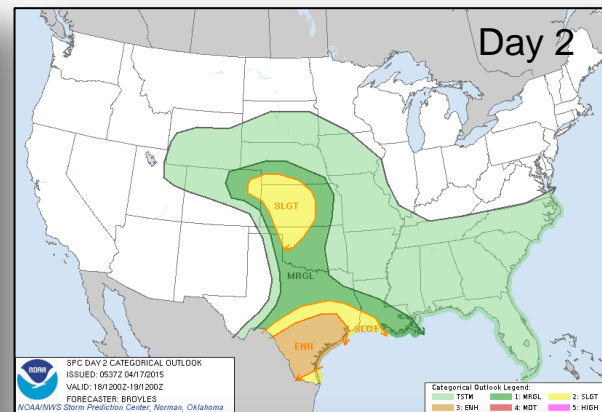 Day 2
SLGT
MRGL
SLGT
ENH
SPC DAY 2 CATEGORICAL OUTLOOK
ISSUED: 0537Z 04/17/2015
VALID: 18/1200Z-19/1200Z
FORECASTER: BROYLES
NOAA/NWS Storm Prediction Center, Norman, Oklahoma
NOAA
Categorical Outlook Legend:
TSTM 1: MRGL 2: SLGT
3: ENH 4: MDT 5: HIGH